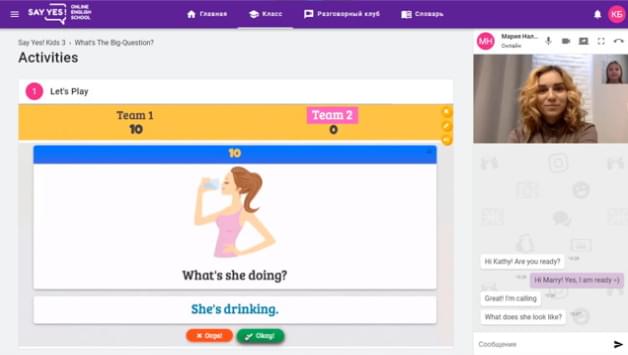 SAY YES!
ONLINE
ENGLISH
SCHOOL
Главная
Класс
Разговорный клуб
Словарь
КБ
Say Yes! Kids 3 › What's The Big-Question?
Activities
1 Let's Play
Team 1
10
Team 2
0
10
What's she doing?
She's drinking.
Oops!
Okay!
МН
Мария Нал...
Онлайн
Hi Kathy! Are you ready?
Hi Marry! Yes, I am ready =)
Great! I'm calling
What does she look like?
Сообщение